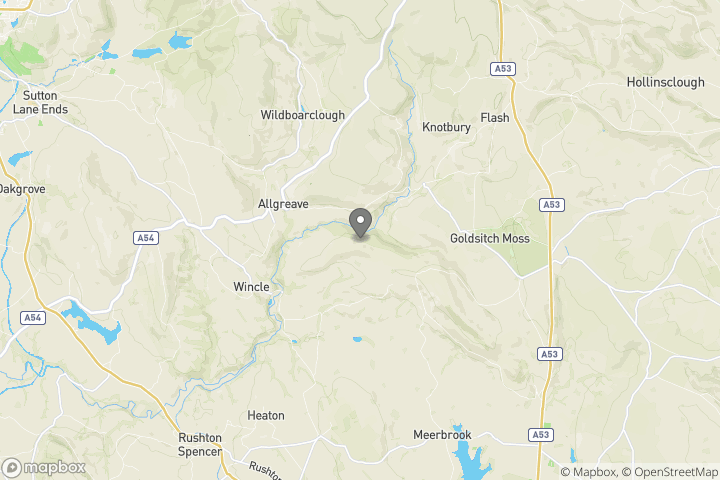 A53
Hollinsclough
Sutton
Lane Ends
Wildboarclough
Flash
Knotbury
Oakgrove
Allgreave
A53
A54
Goldsitch Moss
Wincle
A54
A53
Heaton
Rushton
Spencer
Meerbrook
A53
Rushto
mapbox
© Mapbox, © OpenStreetMap